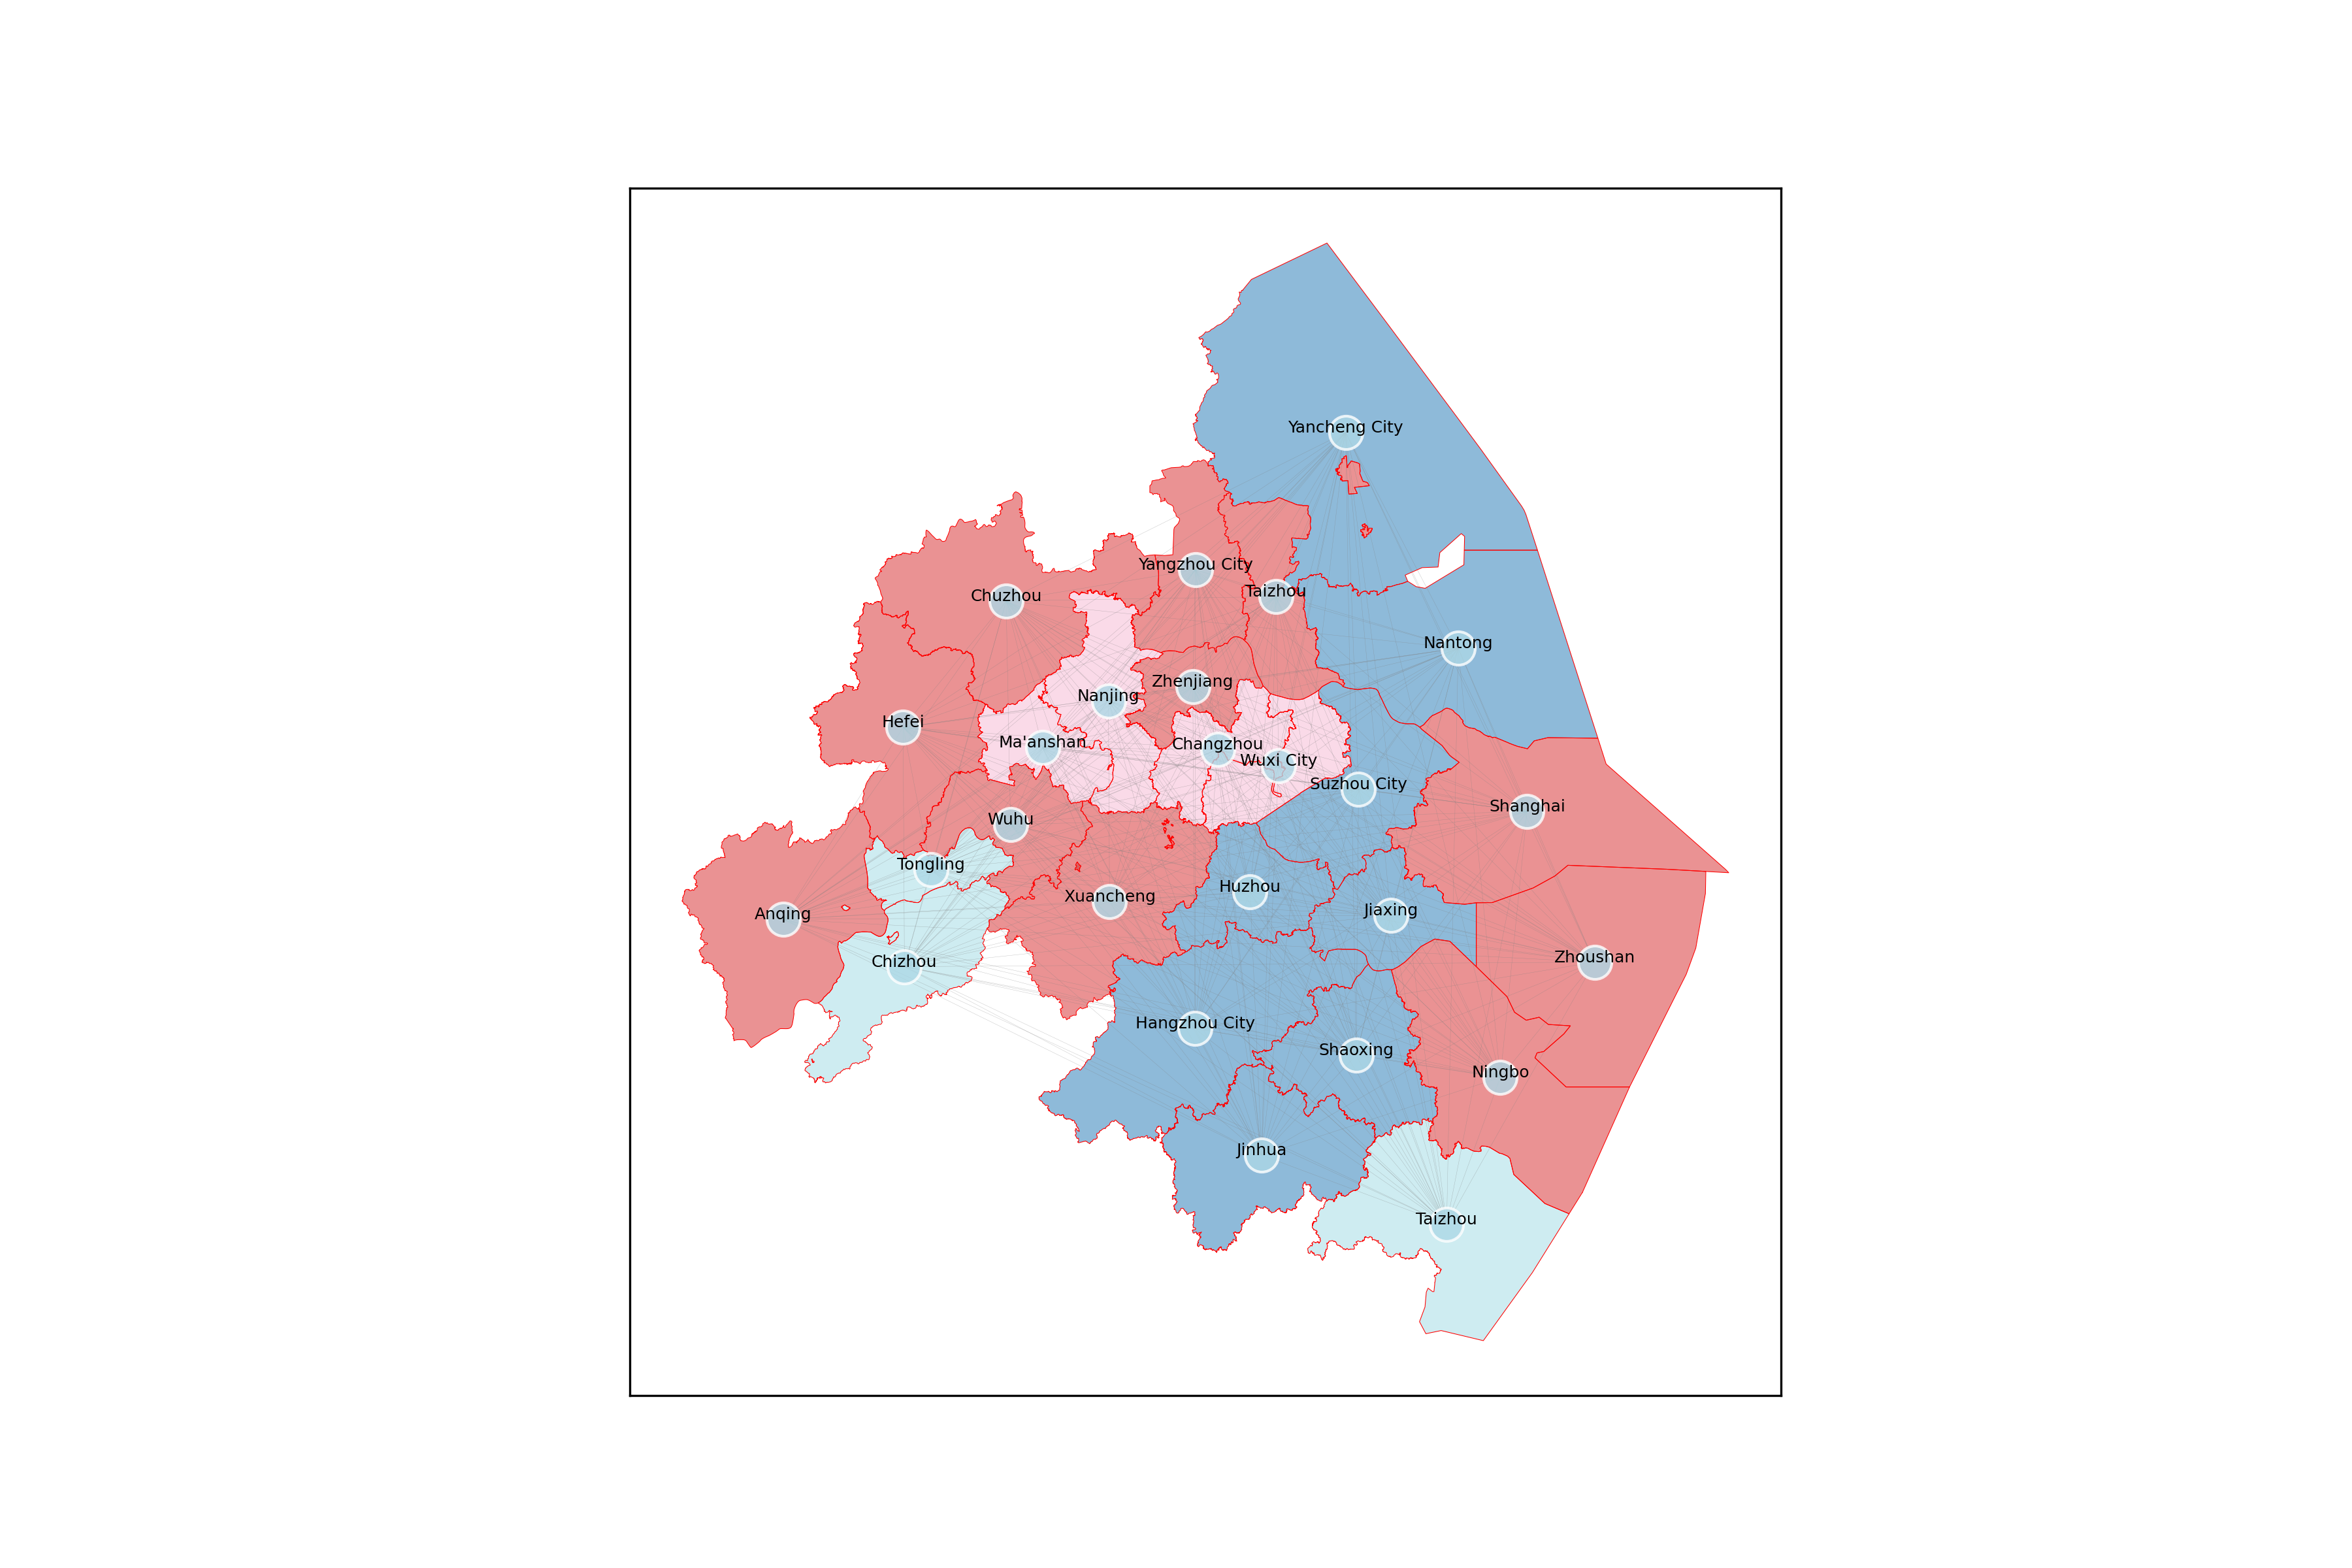 Yancheng City
Yangzhou City
Taizhou
Chuzhou
Nantong
Zhenjiang
Nanjing
Hefei
Ma'anshan
Changzhou
Wuxi City
Suzhou City
Shanghai
Wuhu
Tongling
Huzhou
Xuancheng
Jiaxing
Anqing
Zhoushan
Chizhou
Hangzhou City
Shaoxing
Ningbo
Jinhua
Taizhou